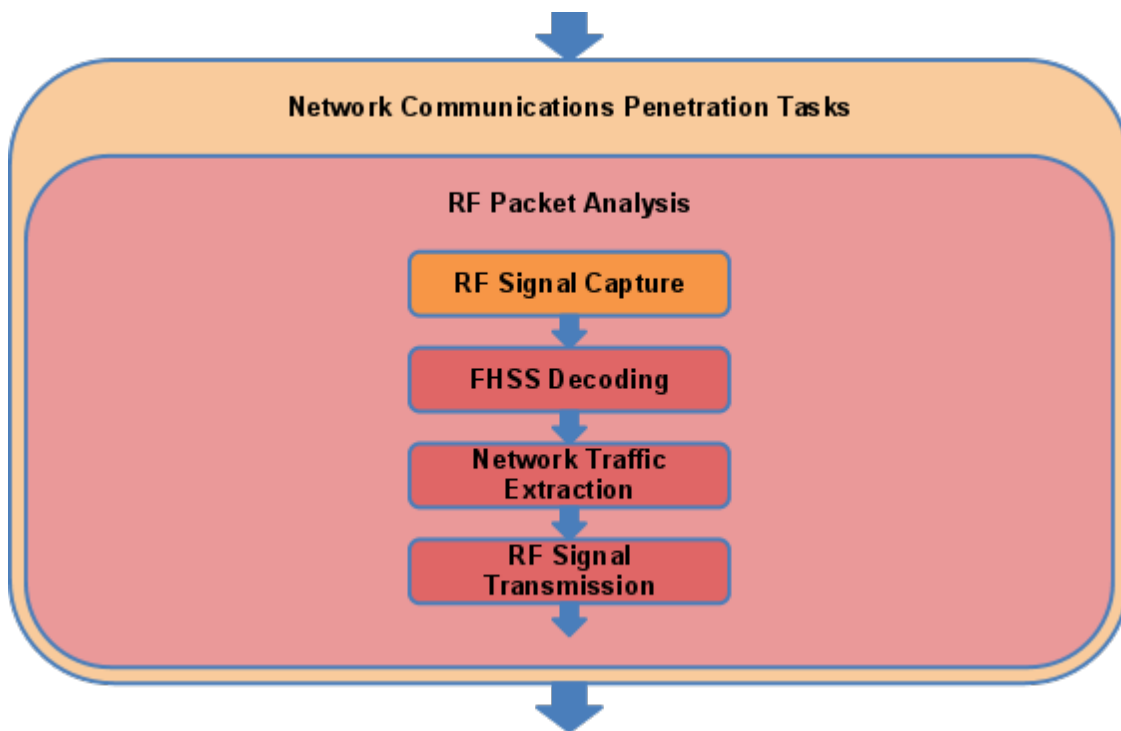 Network Communications Penetration Tasks
RF Packet Analysis
RF Signal Capture
FHSS Decoding
Network Traffic
Extraction
RF Signal
Transmission